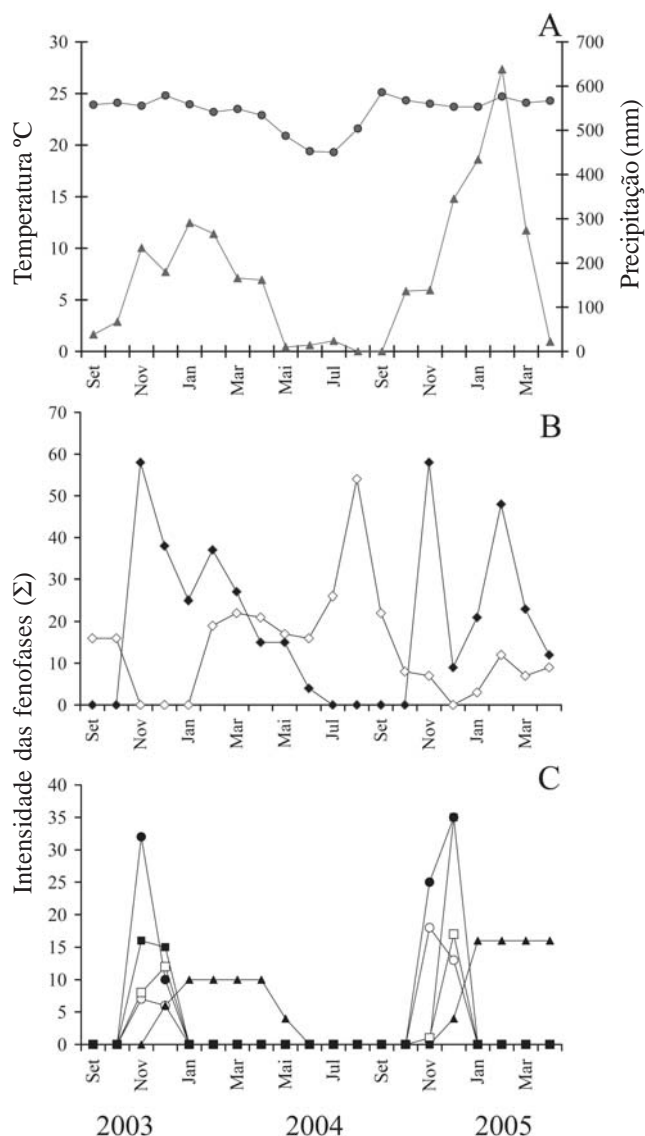 A
30
25
20
15
10
5
0
Temperatura ºC
700
600
500
400
300
200
100
0
Precipitação (mm)
Set
Nov
Jan
Mar
Mai
Jul
Set
Nov
Jan
Mar
B
70
60
50
40
30
20
10
0
Set
Nov
Jan
Mar
Mai
Jul
Set
Nov
Jan
Mar
Intensidade das fenofases (Σ)
C
40
35
30
25
20
15
10
5
0
Set
Nov
Jan
Mar
Mai
Jul
Set
Nov
Jan
Mar
2003 2004 2005